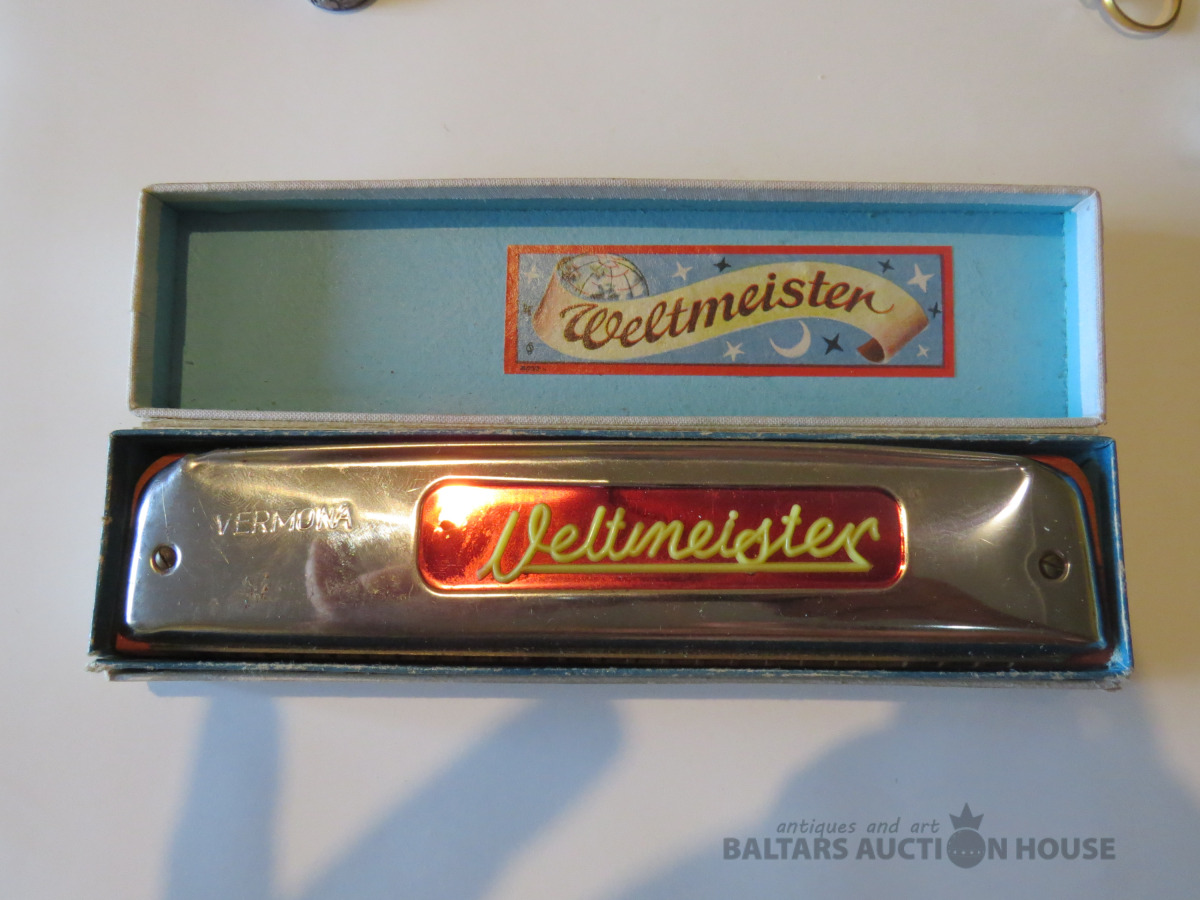 Weltmeister
VERMONA
Weltmeister
antiques and art
BALTARS AUCTION HOUSE